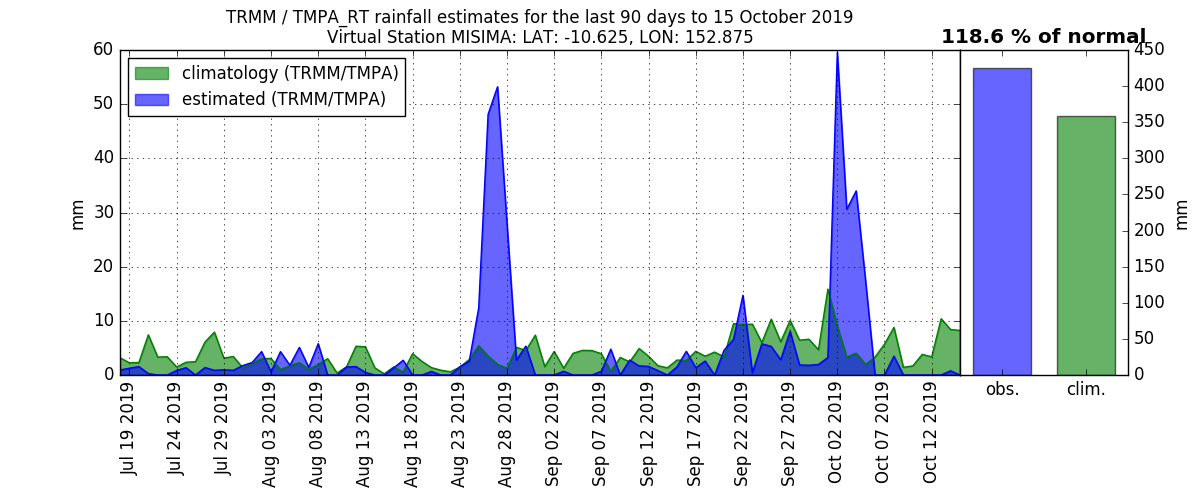 TRMM / TMPA_RT rainfall estimates for the last 90 days to 15 October 2019
Virtual Station MISIMA: LAT: -10.625, LON: 152.875
118.6 % of normal
climatology (TRMM/TMPA)
estimated (TRMM/TMPA)
60
50
40
30
20
10
0
mm
450
400
350
300
250
200
150
100
50
0
mm
Jul 19 2019
Jul 24 2019
Jul 29 2019
Aug 03 2019
Aug 08 2019
Aug 13 2019
Aug 18 2019
Aug 23 2019
Aug 28 2019
Sep 02 2019
Sep 07 2019
Sep 12 2019
Sep 17 2019
Sep 22 2019
Sep 27 2019
Oct 02 2019
Oct 07 2019
Oct 12 2019
obs.
clim.